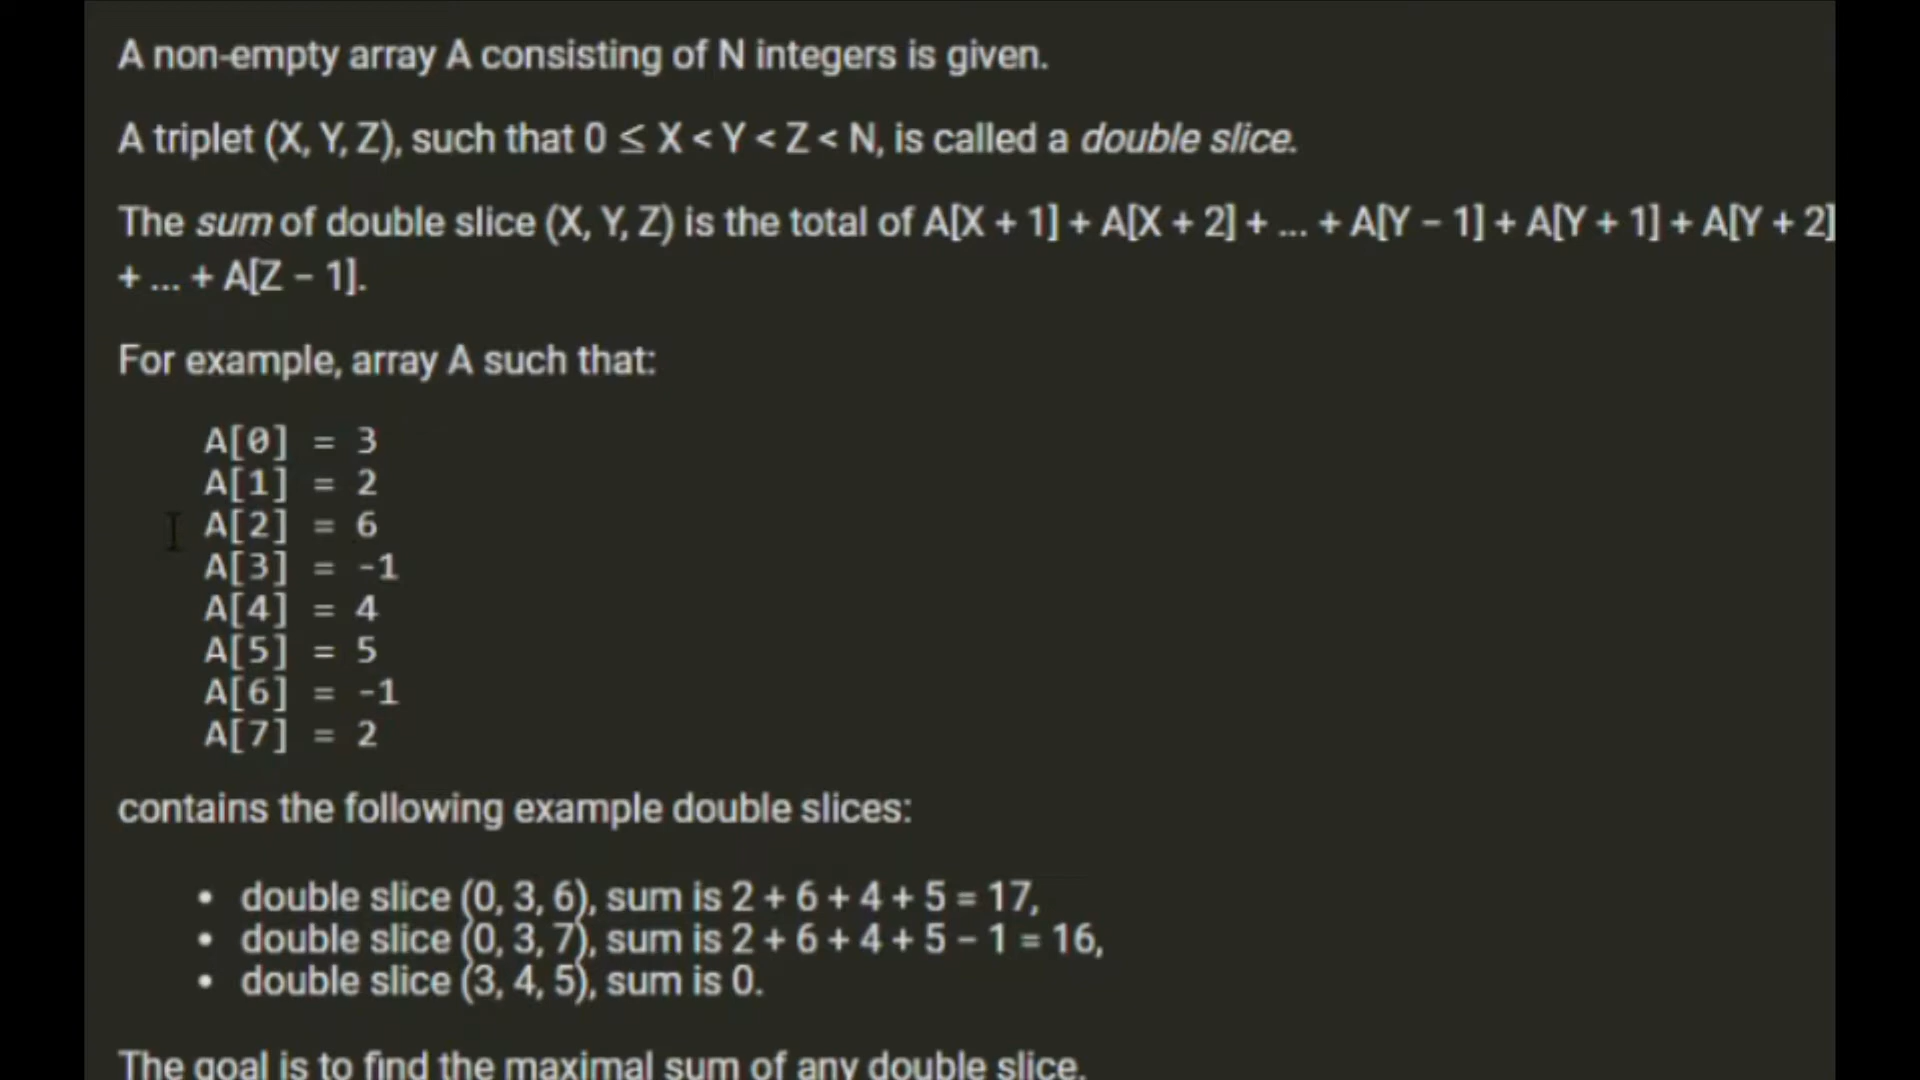 A non-empty array A consisting of N integers is given.
A triplet (X, Y, Z), such that 0 ≤ X < Y < Z < N, is called a double slice.
The sum of double slice (X, Y, Z) is the total of A[X + 1] + A[X + 2] + ... + A[Y − 1] + A[Y + 1] + A[Y + 2]
+ ... + A[Z − 1].
For example, array A such that:
A[0] = 3
A[1] = 2
A[2] = 6
A[3] = -1
A[4] = 4
A[5] = 5
A[6] = -1
A[7] = 2
contains the following example double slices:
• double slice (0, 3, 6), sum is 2 + 6 + 4 + 5 = 17,
• double slice (0, 3, 7), sum is 2 + 6 + 4 + 5 − 1 = 16,
• double slice (3, 4, 5), sum is 0.
The goal is to find the maximal sum of any double slice.